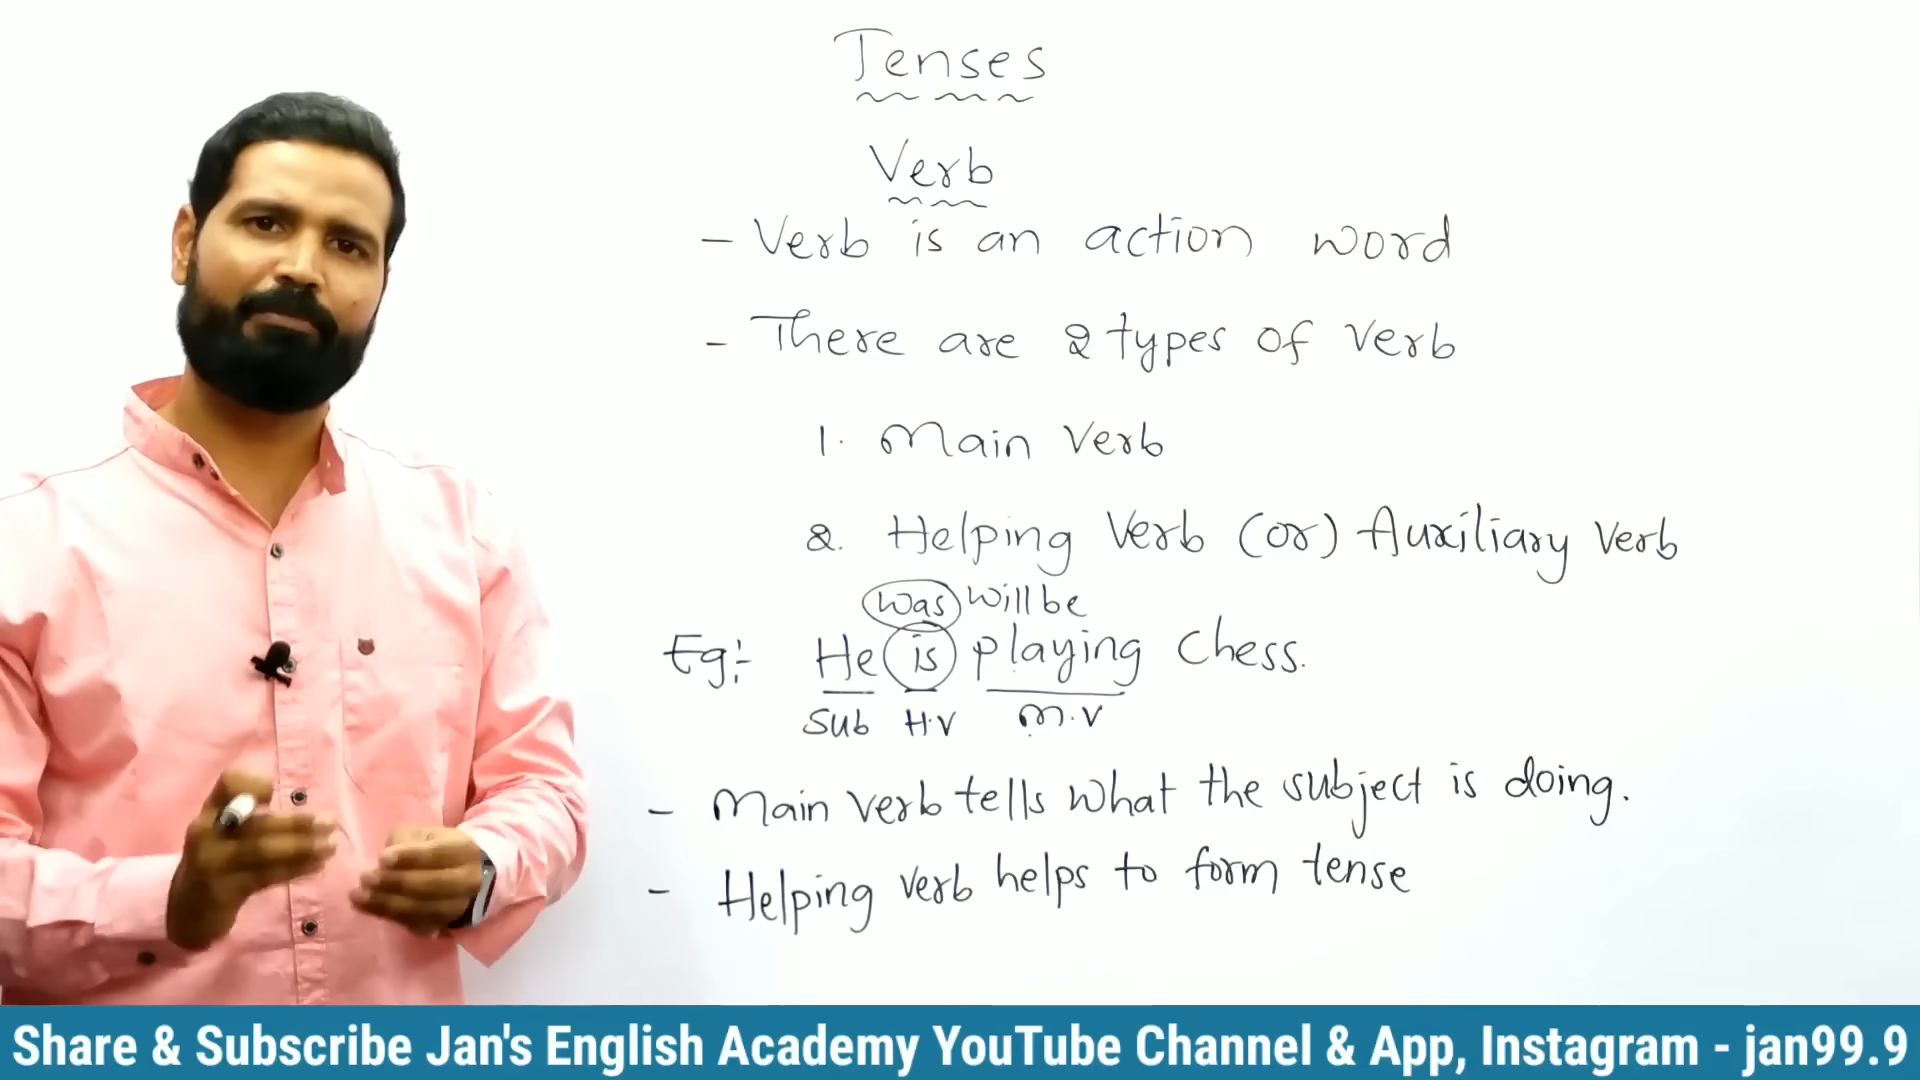 Tenses
Verb
- Verb is an action word
- There are 2 types of verb
1. Main Verb
2. Helping Verb (or) Auxiliary Verb
was will be
Eg:- He is playing chess.
Sub H.V M.V
- Main verb tells what the subject is doing.
- Helping verb helps to form tense
Share & Subscribe Jan's English Academy YouTube Channel & App, Instagram - jan99.9